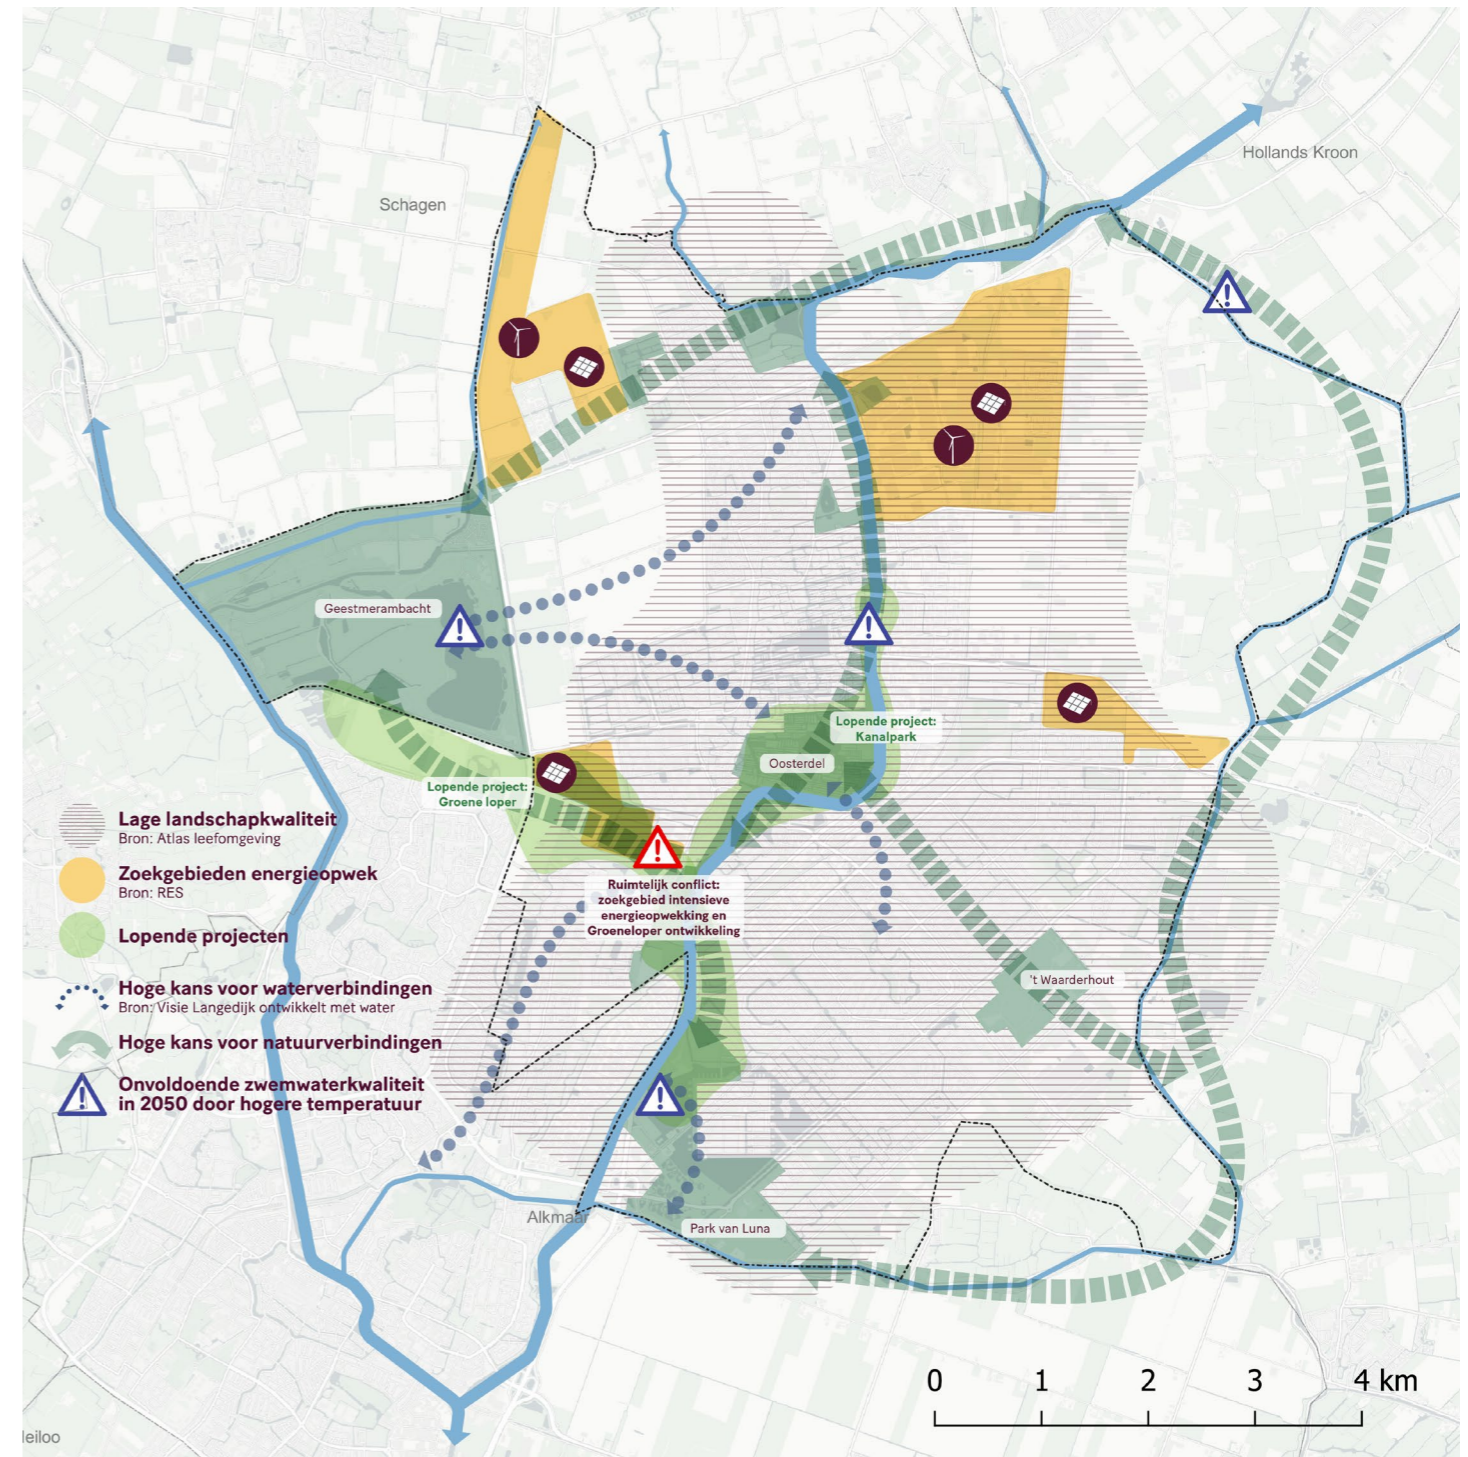 Hollands Kroon
Schagen
Geestmerambacht
Lopende project:
Kanalpark
Oosterdel
Lopende project:
Groene loper
Ruimtelijk conflict:
zoekgebied intensieve
energieopwekking en
Groeneloper ontwikkeling
't Waarderhout
Park van Luna
Alkmaar
Lage landschapkwaliteit
Bron: Atlas leefomgeving
Zoekgebieden energieopwek
Bron: RES
Lopende projecten
Hoge kans voor waterverbindingen
Bron: Visie Langedijk ontwikkelt met water
Hoge kans voor natuurverbindingen
Onvoldoende zwemwaterkwaliteit
in 2050 door hogere temperatuur
0 1 2 3 4 km
leiloo